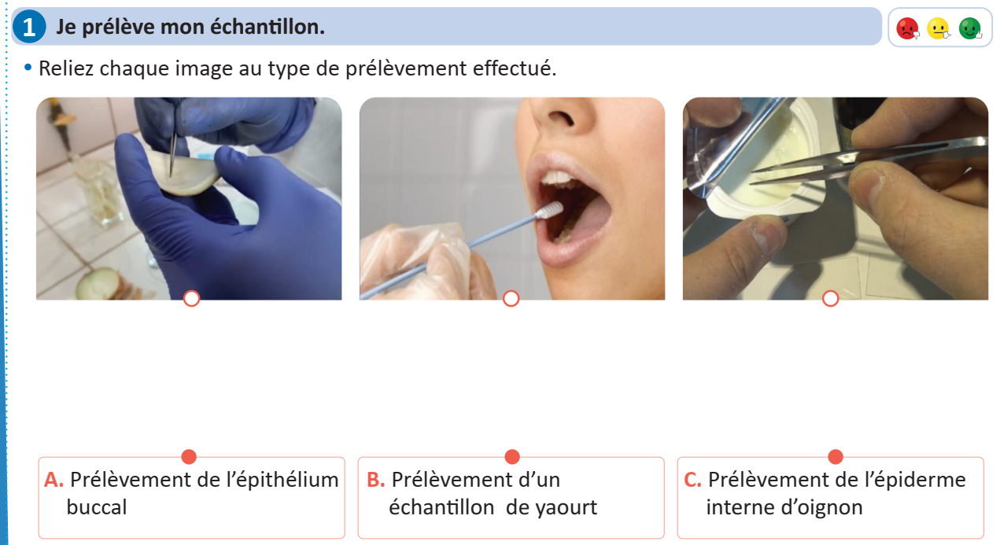 1 Je prélève mon échantillon.
• Reliez chaque image au type de prélèvement effectué.
A. Prélèvement de l'épithélium
buccal
B. Prélèvement d'un
échantillon de yaourt
C. Prélèvement de l'épiderme
interne d'oignon